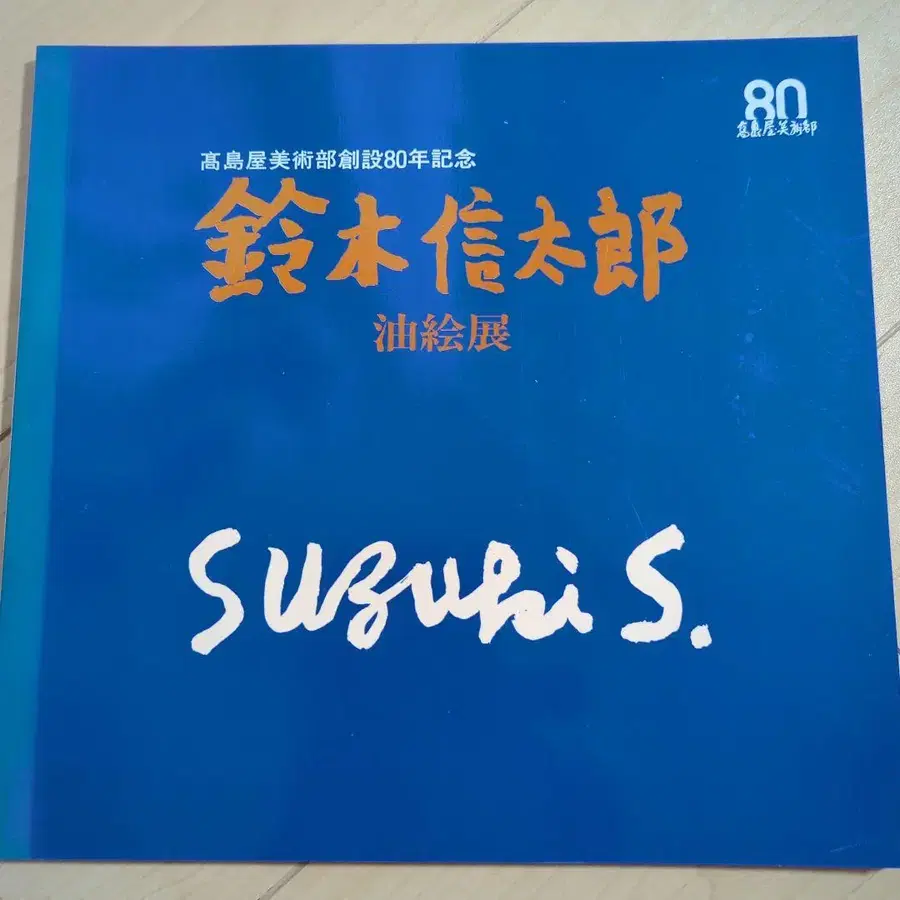 80
髙島屋美術部
髙島屋美術部創設80年記念
鈴木信太郎
油絵展
SUZUKi S.